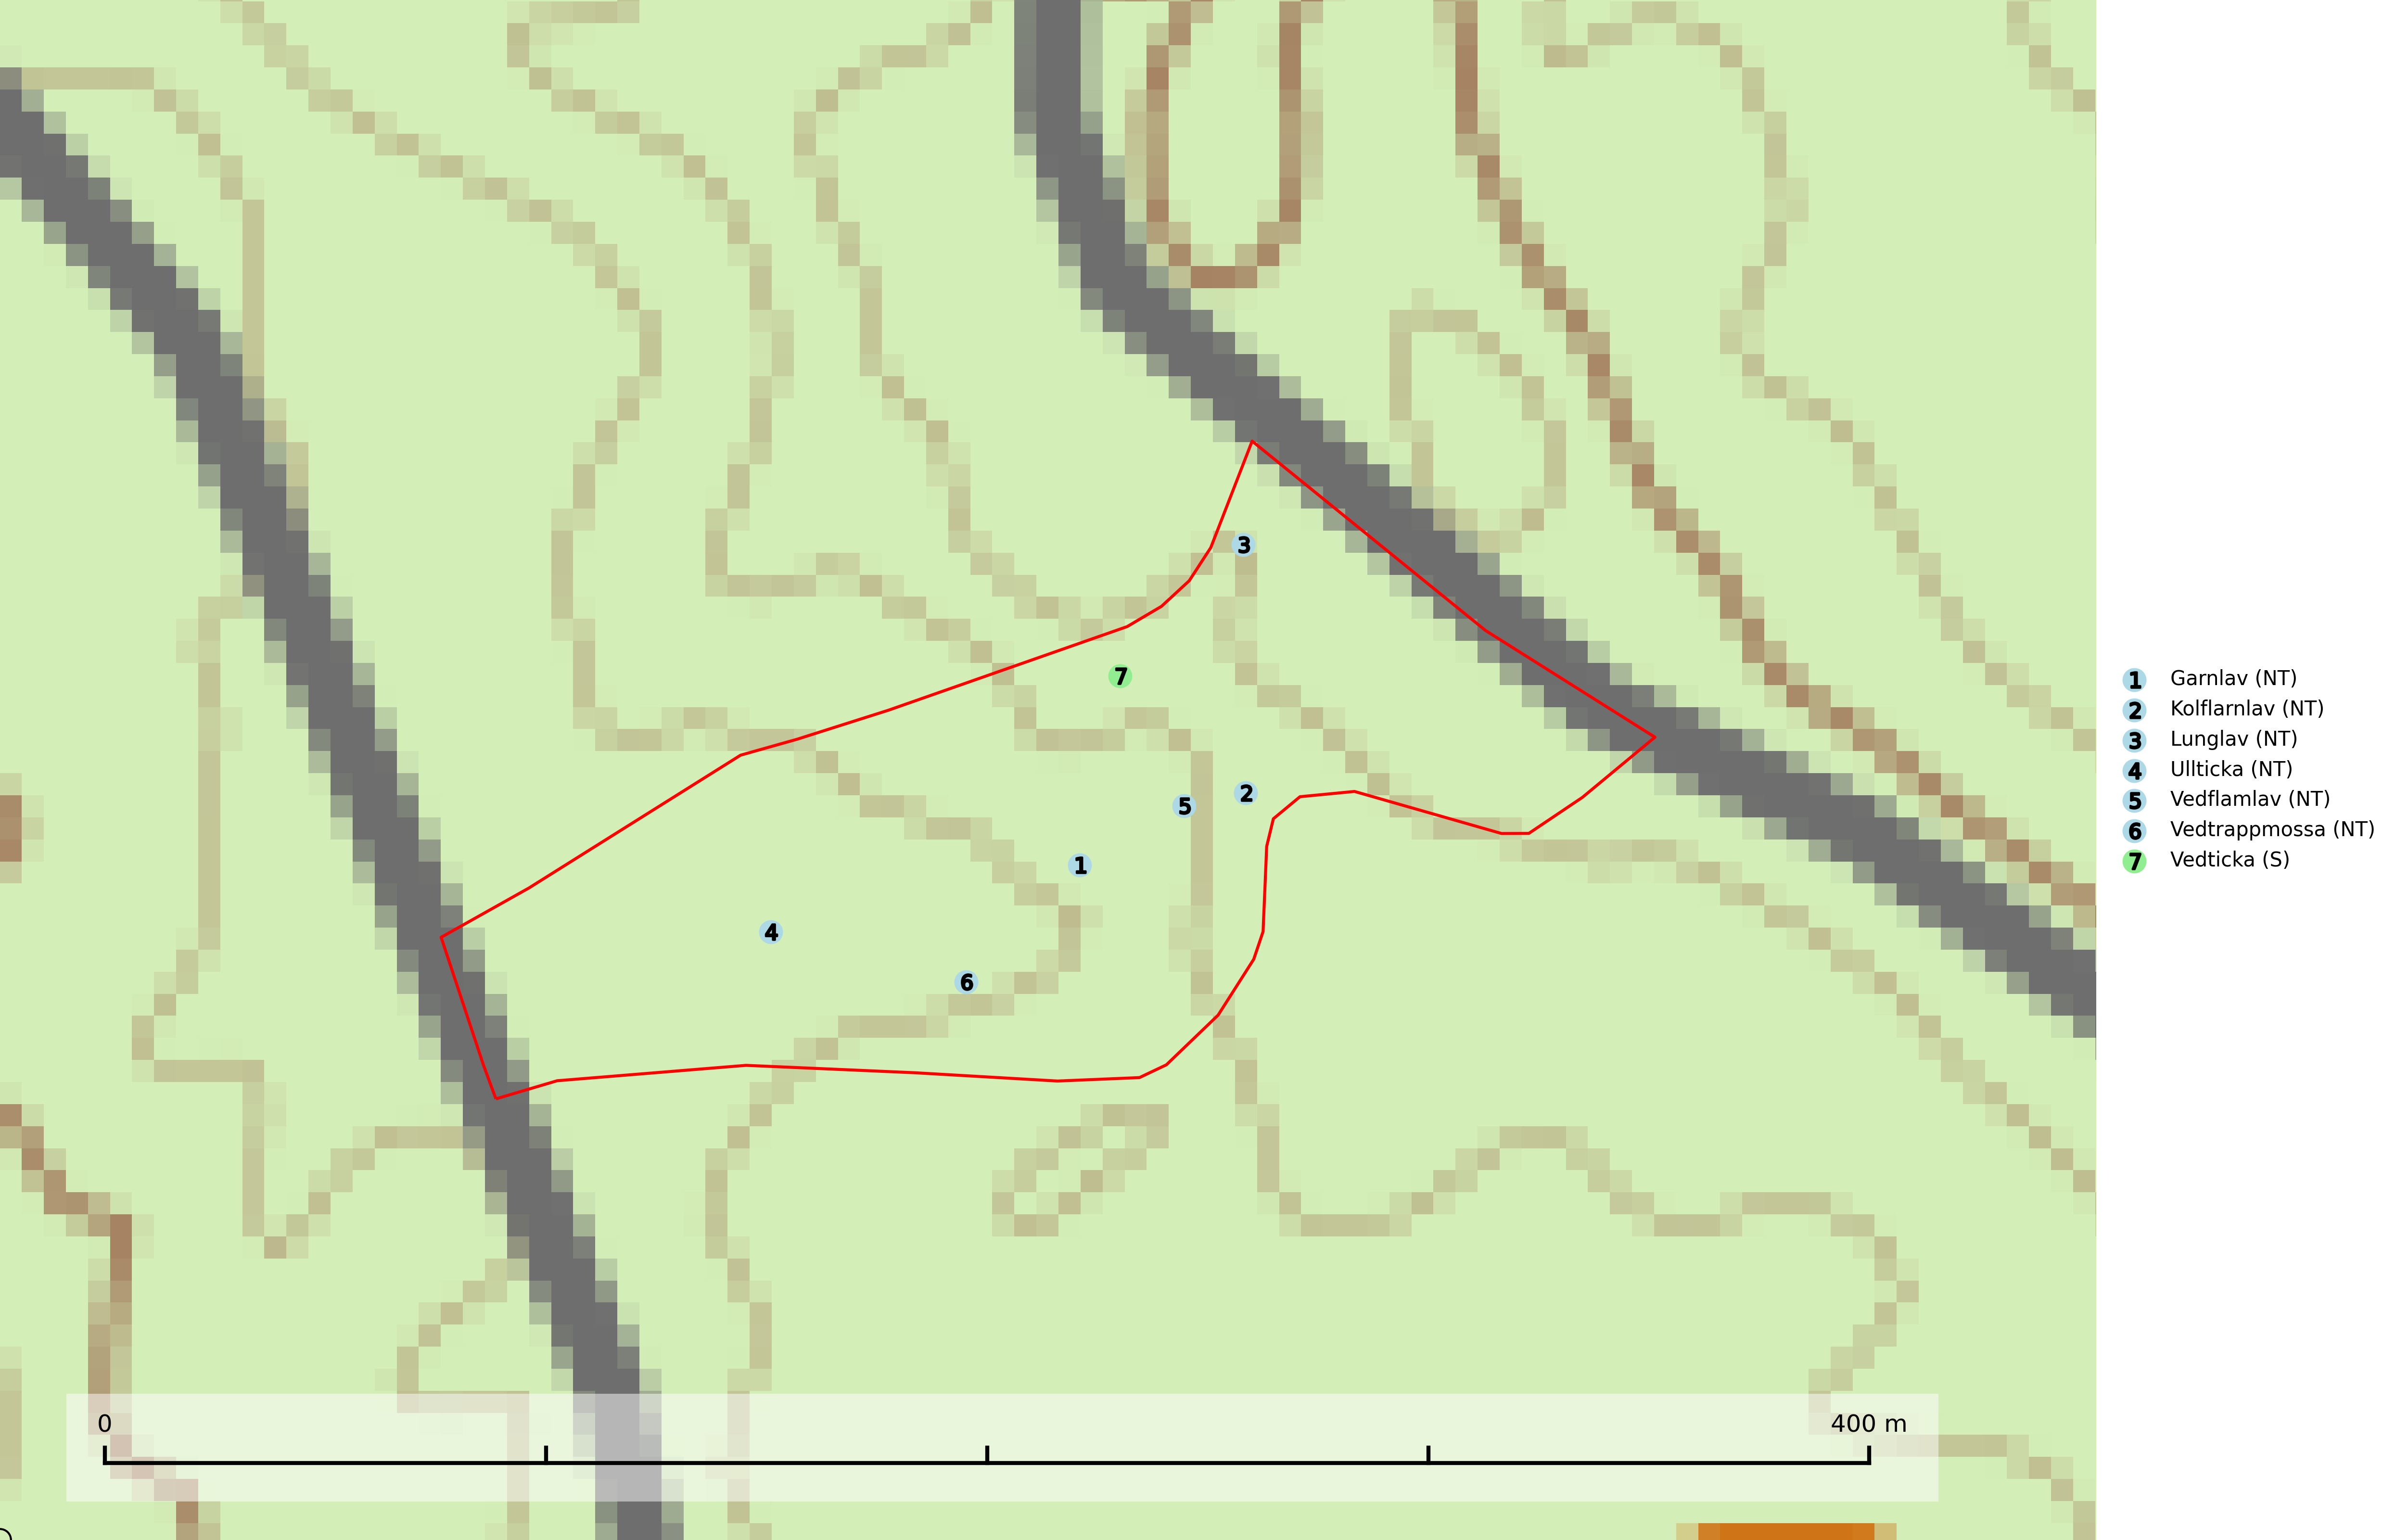 3
7
2
5
1
4
6
1 Garnlav (NT)
2 Kolflarnlav (NT)
3 Lunglav (NT)
4 Ullticka (NT)
5 Vedflamlav (NT)
6 Vedtrappmossa (NT)
7 Vedticka (S)
0 400 m